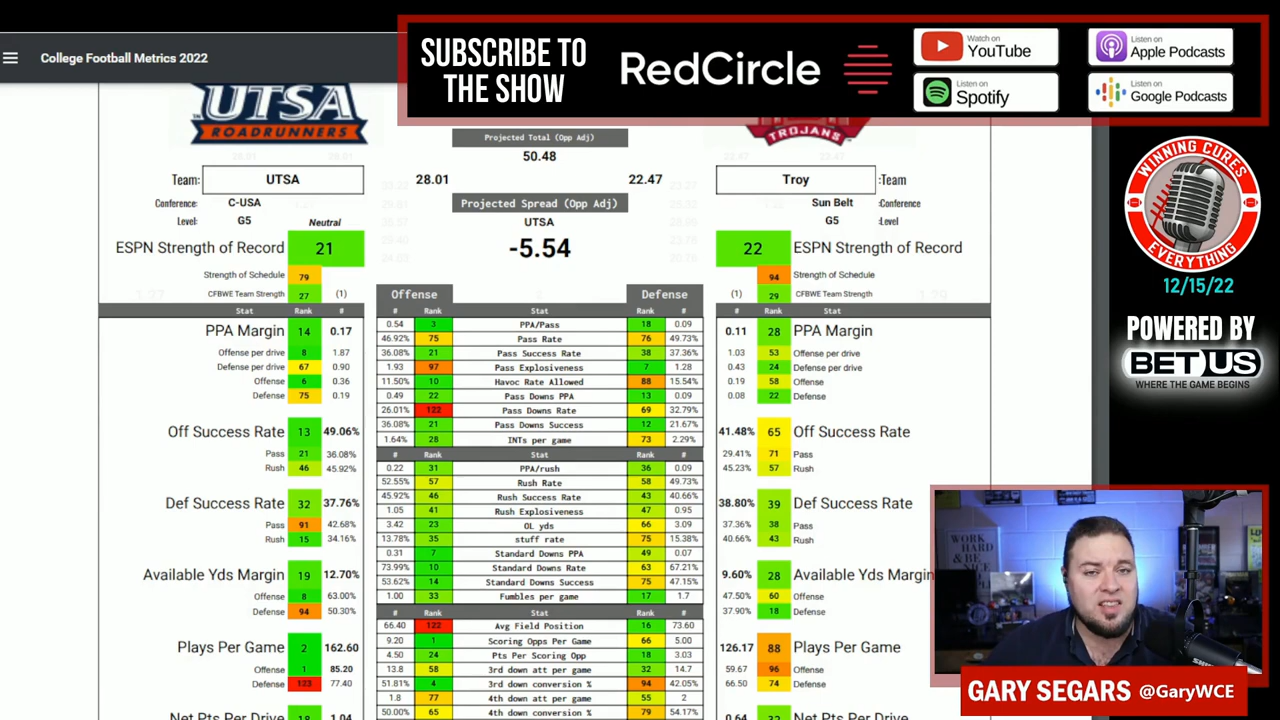 College Football Metrics 2022
SUBSCRIBE TO
THE SHOW
RedCircle
Watch on
YouTube
Listen on
Apple Podcasts
Listen on
Spotify
Listen on
Google Podcasts
UTSA
ROADRUNNERS
TROJANS
Projected Total (Opp Adj)
50.48
Team: UTSA 28.01 22.47 Troy :Team
Conference: C-USA Projected Spread (Opp Adj) Sun Belt :Conference
Level: G5 Neutral UTSA G5 :Level
-5.54
ESPN Strength of Record 21 22 ESPN Strength of Record
Strength of Schedule 79 94 Strength of Schedule
CFBWE Team Strength 27 (1) Offense Defense (1) 29 CFBWE Team Strength
Stat Rank # # Rank Stat Rank # # Rank Stat
PPA Margin 14 0.17 0.11 28 PPA Margin
Offense per drive 8 1.87 1.03 53 Offense per drive
Defense per drive 67 0.90 0.43 24 Defense per drive
Offense 6 0.36 0.19 58 Offense
Defense 75 0.19 0.08 22 Defense
Off Success Rate 13 49.06% 41.48% 65 Off Success Rate
Pass 21 36.08% 29.41% 71 Pass
Rush 46 45.92% 45.23% 57 Rush
Def Success Rate 32 37.76% 38.80% 39 Def Success Rate
Pass 91 42.68% 37.36% 38 Pass
Rush 15 34.16% 40.66% 43 Rush
Available Yds Margin 19 12.70% 9.60% 28 Available Yds Margin
Offense 8 63.00% 47.50% 60 Offense
Defense 94 50.30% 37.90% 18 Defense
Plays Per Game 2 162.60 126.17 88 Plays Per Game
Offense 1 85.20 59.67 96 Offense
Defense 123 77.40 66.50 74 Defense
Net Pts Per Drive 18 1.04 0.64 32 Net Pts Per Drive
0.54 3 PPA/Pass 18 0.09
46.92% 75 Pass Rate 76 49.73%
36.08% 21 Pass Success Rate 38 37.36%
1.93 97 Pass Explosiveness 7 1.28
11.50% 10 Havoc Rate Allowed 88 15.54%
0.49 22 Pass Downs PPA 13 0.09
26.01% 122 Pass Downs Rate 69 32.79%
36.08% 21 Pass Downs Success 12 21.67%
1.64% 28 INTs per game 73 2.29%
# Rank Stat Rank #
0.22 31 PPA/rush 36 0.09
52.55% 57 Rush Rate 58 49.73%
45.92% 46 Rush Success Rate 43 40.66%
1.05 41 Rush Explosiveness 47 0.95
3.42 23 OL yds 66 3.09
13.78% 35 stuff rate 75 15.38%
0.31 7 Standard Downs PPA 49 0.07
73.99% 10 Standard Downs Rate 63 67.21%
53.62% 14 Standard Downs Success 75 47.15%
1.00 33 Fumbles per game 17 1.7
# Rank Stat Rank #
66.40 122 Avg Field Position 16 73.60
9.20 1 Scoring Opps Per Game 66 5.00
4.50 24 Pts Per Scoring Opp 18 3.03
13.8 58 3rd down att per game 32 14.7
51.81% 4 3rd down conversion % 94 42.05%
1.8 77 4th down att per game 55 2
50.00% 65 4th down conversion % 79 54.17%
WINNING CURES
EVERYTHING
12/15/22
POWERED BY
BETUS
WHERE THE GAME BEGINS
WORK
HARD
& BE
GARY SEGARS @GaryWCE